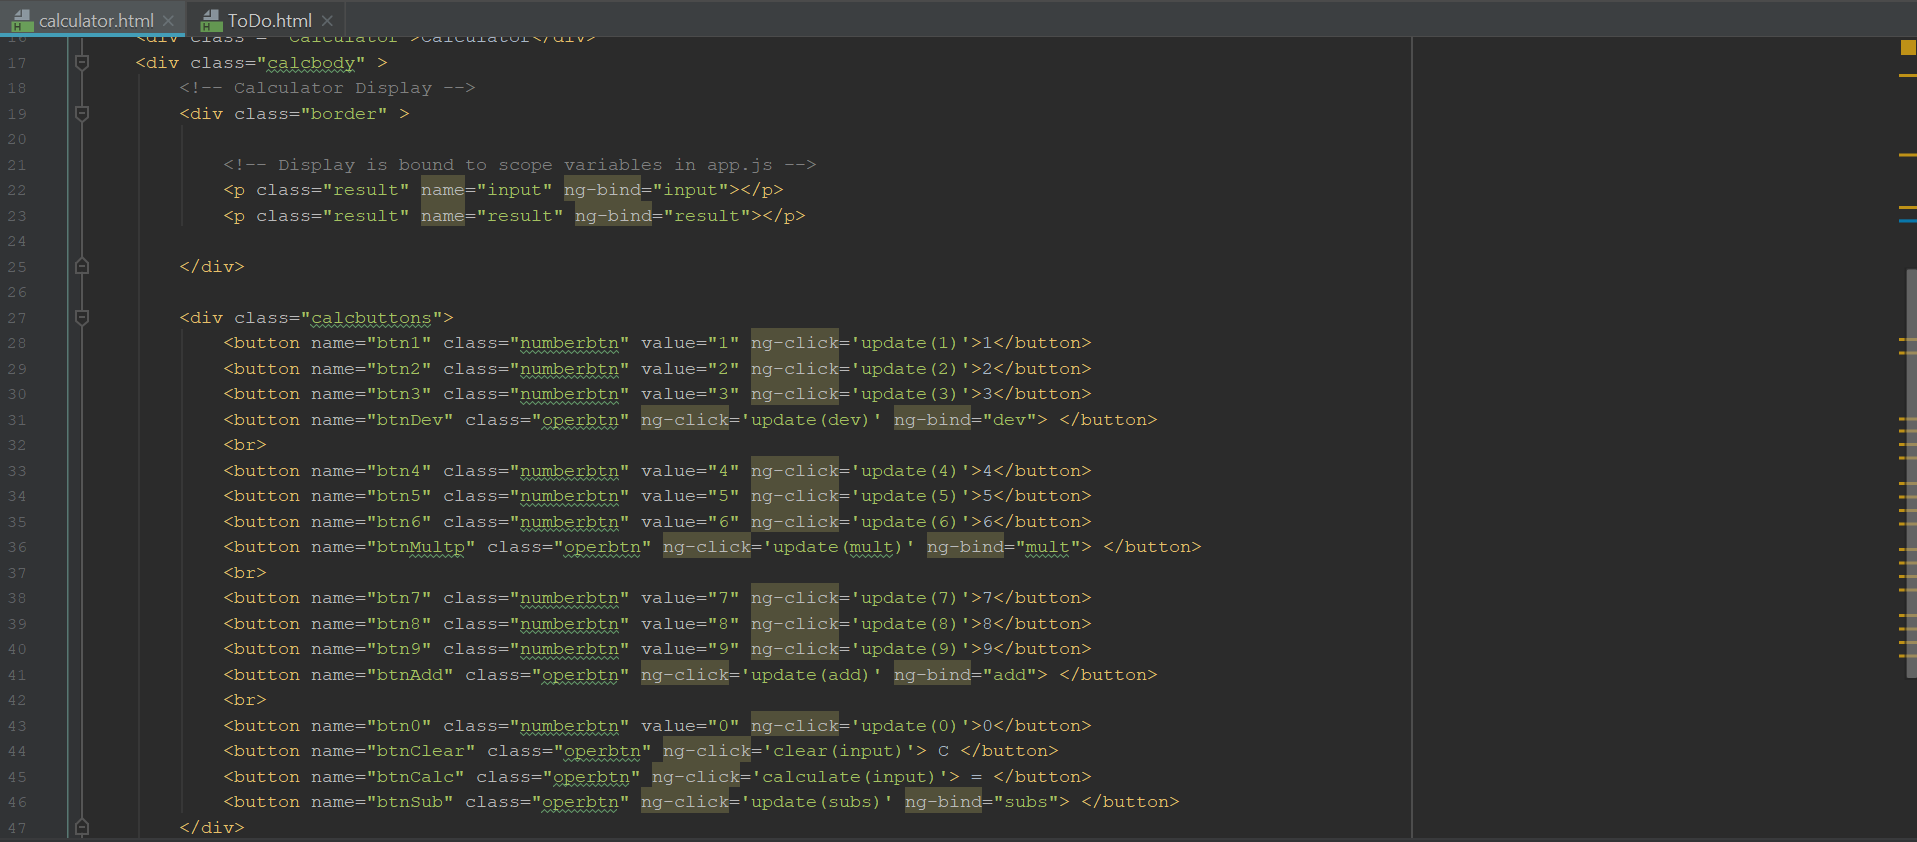 calculator.html
ToDo.html
16 <div class = "Calculator">Calculator</div>
17 <div class="calcbody" >
18 <!-- Calculator Display -->
19 <div class="border" >
20
21 <!-- Display is bound to scope variables in app.js -->
22 <p class="result" name="input" ng-bind="input"></p>
23 <p class="result" name="result" ng-bind="result"></p>
24
25 </div>
26
27 <div class="calcbuttons">
28 <button name="btn1" class="numberbtn" value="1" ng-click='update(1)'>1</button>
29 <button name="btn2" class="numberbtn" value="2" ng-click='update(2)'>2</button>
30 <button name="btn3" class="numberbtn" value="3" ng-click='update(3)'>3</button>
31 <button name="btnDev" class="operbtn" ng-click='update(dev)' ng-bind="dev"> </button>
32 <br>
33 <button name="btn4" class="numberbtn" value="4" ng-click='update(4)'>4</button>
34 <button name="btn5" class="numberbtn" value="5" ng-click='update(5)'>5</button>
35 <button name="btn6" class="numberbtn" value="6" ng-click='update(6)'>6</button>
36 <button name="btnMultp" class="operbtn" ng-click='update(mult)' ng-bind="mult"> </button>
37 <br>
38 <button name="btn7" class="numberbtn" value="7" ng-click='update(7)'>7</button>
39 <button name="btn8" class="numberbtn" value="8" ng-click='update(8)'>8</button>
40 <button name="btn9" class="numberbtn" value="9" ng-click='update(9)'>9</button>
41 <button name="btnAdd" class="operbtn" ng-click='update(add)' ng-bind="add"> </button>
42 <br>
43 <button name="btn0" class="numberbtn" value="0" ng-click='update(0)'>0</button>
44 <button name="btnClear" class="operbtn" ng-click='clear(input)'> C </button>
45 <button name="btnCalc" class="operbtn" ng-click='calculate(input)'> = </button>
46 <button name="btnSub" class="operbtn" ng-click='update(subs)' ng-bind="subs"> </button>
47 </div>